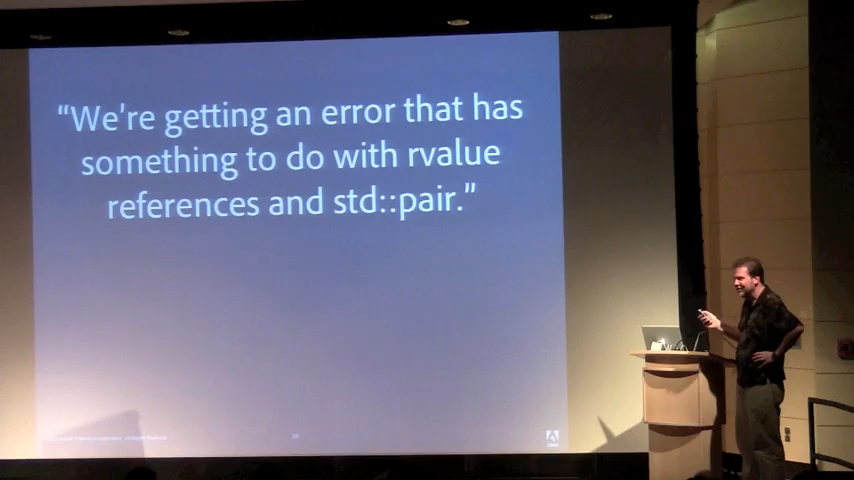 “We’re getting an error that has
something to do with rvalue
references and std::pair.”